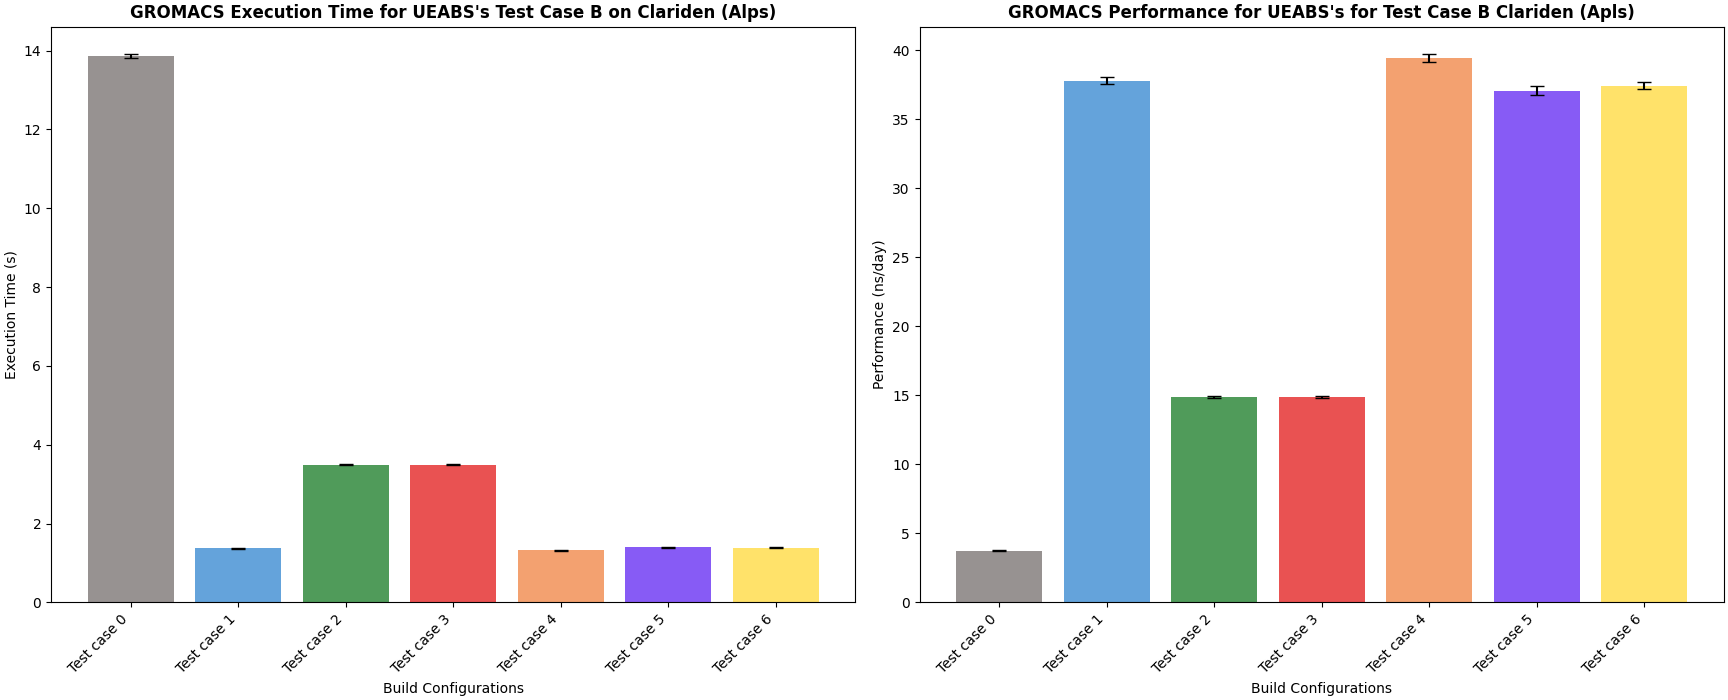 GROMACS Execution Time for UEABS's Test Case B on Clariden (Alps)
Execution Time (s)
14
12
10
8
6
4
2
0
Test case 0
Test case 1
Test case 2
Test case 3
Test case 4
Test case 5
Test case 6
Build Configurations
GROMACS Performance for UEABS's for Test Case B Clariden (Apls)
Performance (ns/day)
40
35
30
25
20
15
10
5
0
Test case 0
Test case 1
Test case 2
Test case 3
Test case 4
Test case 5
Test case 6
Build Configurations